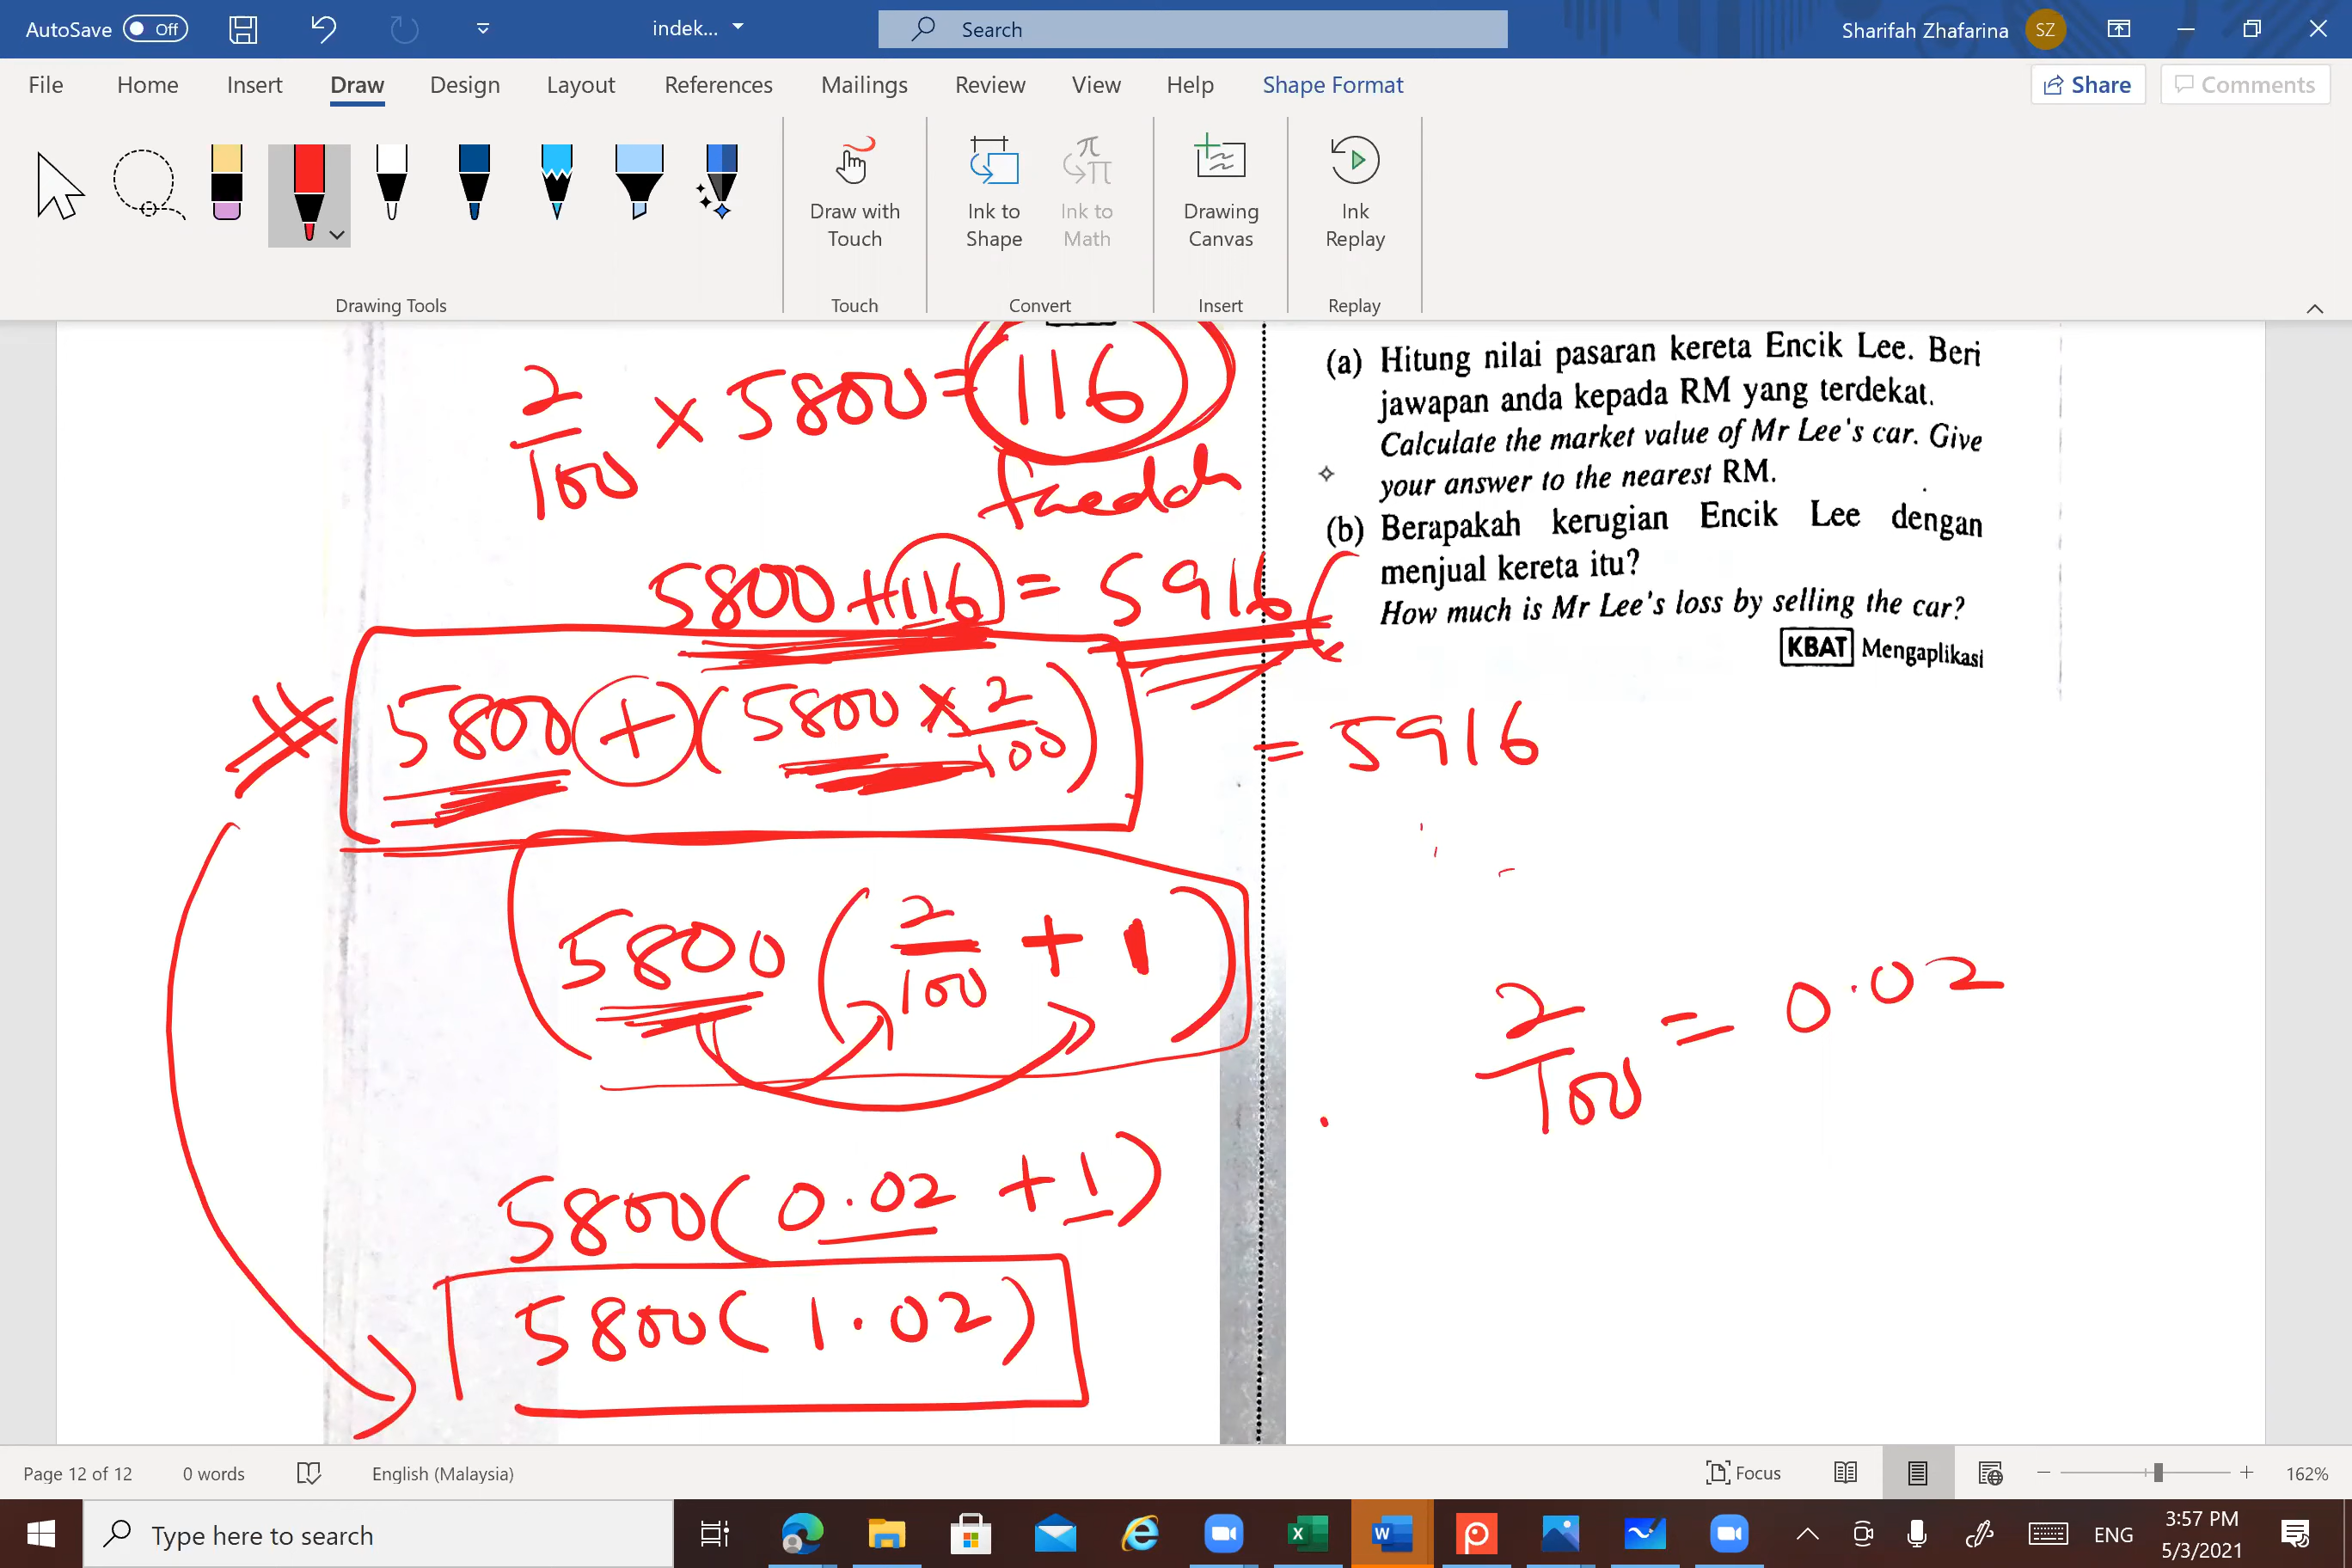 AutoSave Off indek... Search Sharifah Zhafarina SZ
File Home Insert Draw Design Layout References Mailings Review View Help Shape Format Share Comments
Draw with Touch Ink to Shape Ink to Math Drawing Canvas Ink Replay
Drawing Tools Touch Convert Insert Replay
2/100 × 5800 = 116
5800 + 116 = 5916
5800 + (5800 × 2/100) = 5916
5800 (2/100 + 1)
5800 (0.02 + 1)
5800 (1.02)
(a) Hitung nilai pasaran kereta Encik Lee. Beri
jawapan anda kepada RM yang terdekat.
Calculate the market value of Mr Lee's car. Give
your answer to the nearest RM.
(b) Berapakah kerugian Encik Lee dengan
menjual kereta itu?
How much is Mr Lee's loss by selling the car?
KBAT Mengaplikasi
2/100 = 0.02
Page 12 of 12 0 words English (Malaysia) Focus 162%
Type here to search ENG 3:57 PM
5/3/2021